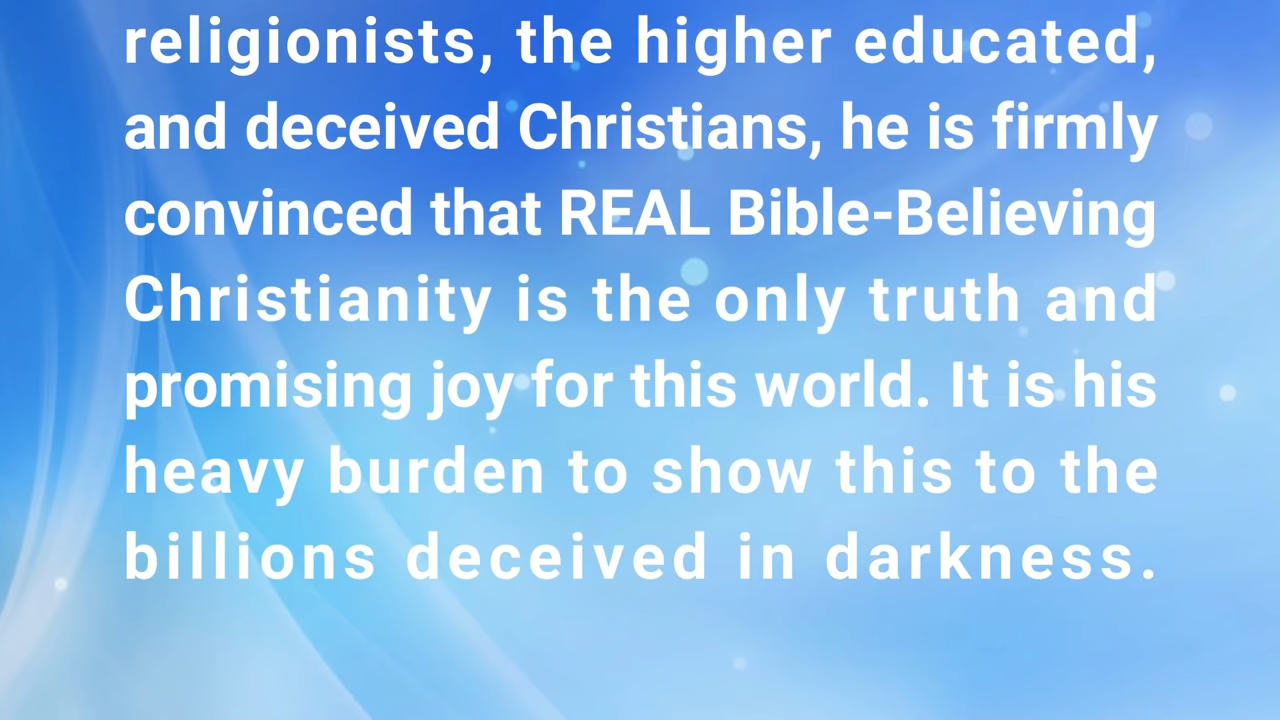 religionists, the higher educated,
and deceived Christians, he is firmly
convinced that REAL Bible-Believing
Christianity is the only truth and
promising joy for this world. It is his
heavy burden to show this to the
billions deceived in darkness.